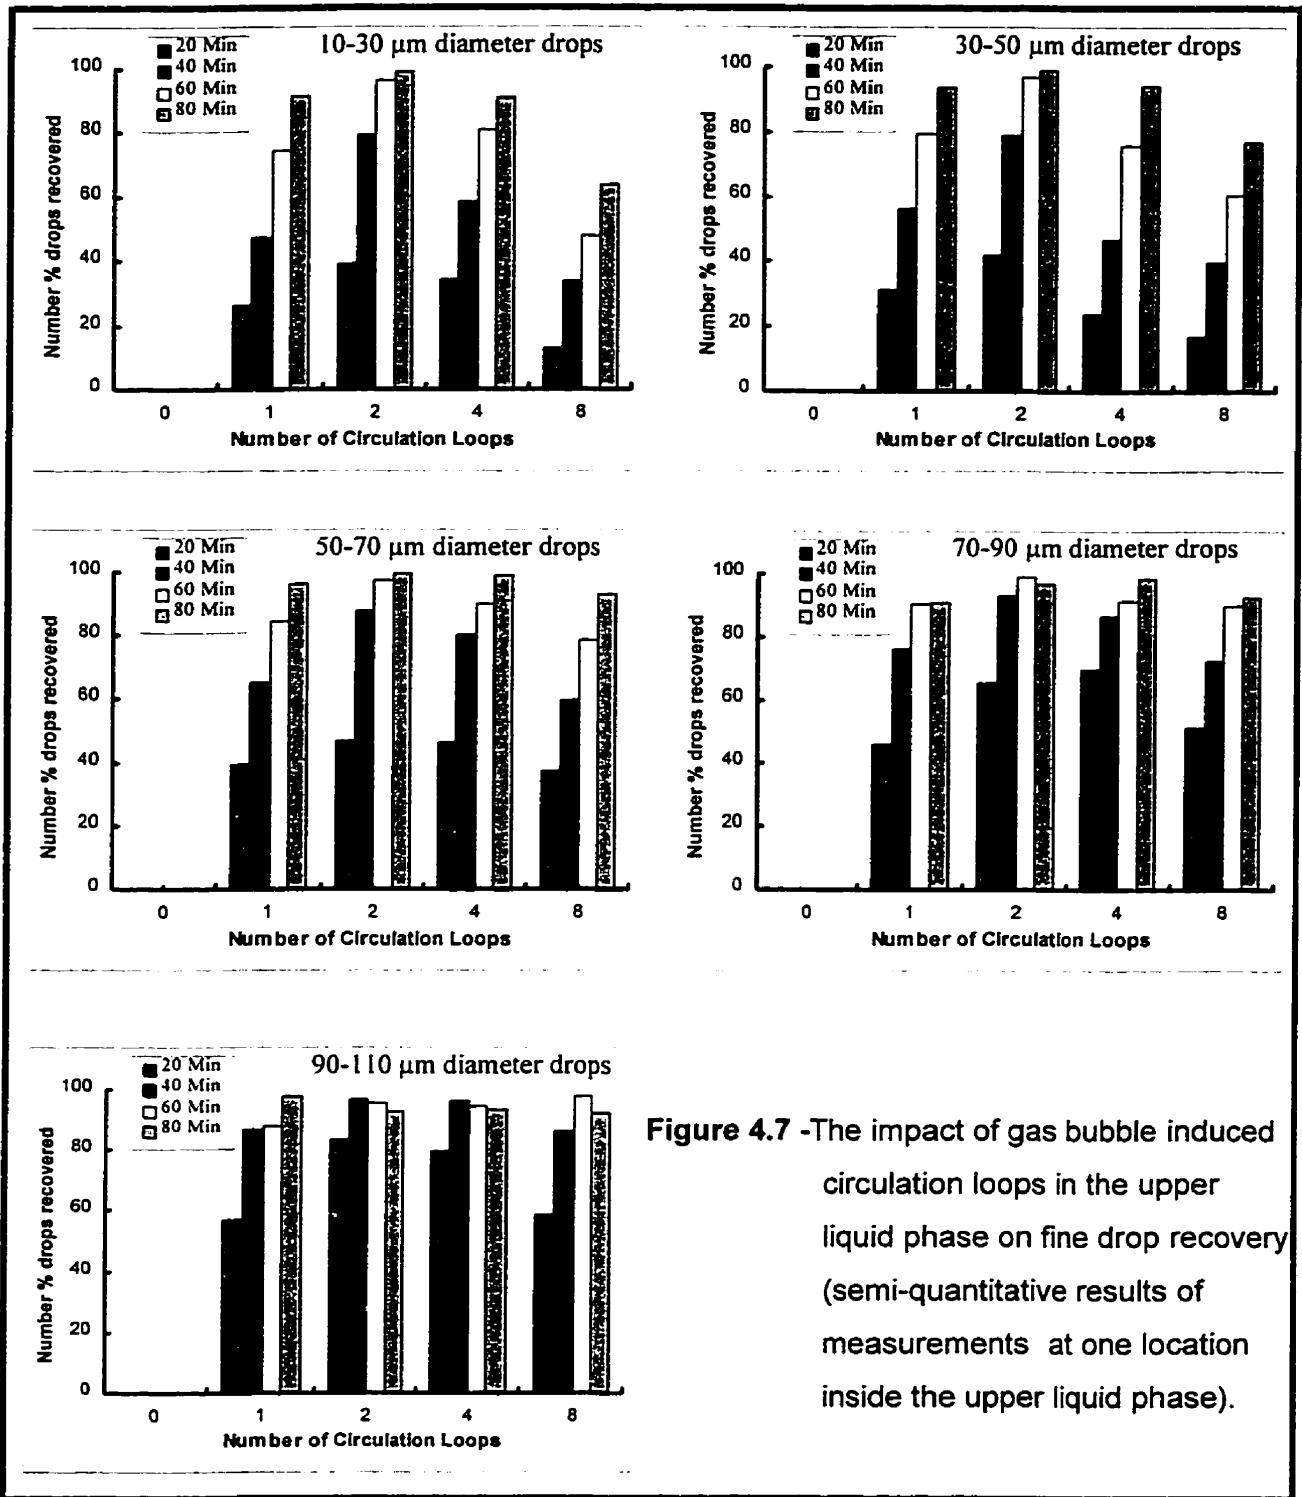 10-30 µm diameter drops
20 Min
40 Min
60 Min
80 Min
Number % drops recovered
100
80
60
40
20
0
0 1 2 4 8
Number of Circulation Loops
30-50 µm diameter drops
20 Min
40 Min
60 Min
80 Min
Number % drops recovered
100
80
60
40
20
0
0 1 2 4 8
Number of Circulation Loops
50-70 µm diameter drops
20 Min
40 Min
60 Min
80 Min
Number % drops recovered
100
80
60
40
20
0
0 1 2 4 8
Number of Circulation Loops
70-90 µm diameter drops
20 Min
40 Min
60 Min
80 Min
Number % drops recovered
100
80
60
40
20
0
0 1 2 4 8
Number of Circulation Loops
90-110 µm diameter drops
20 Min
40 Min
60 Min
80 Min
Number % drops recovered
100
80
60
40
20
0
0 1 2 4 8
Number of Circulation Loops
Figure 4.7 -The impact of gas bubble induced
circulation loops in the upper
liquid phase on fine drop recovery
(semi-quantitative results of
measurements at one location
inside the upper liquid phase).